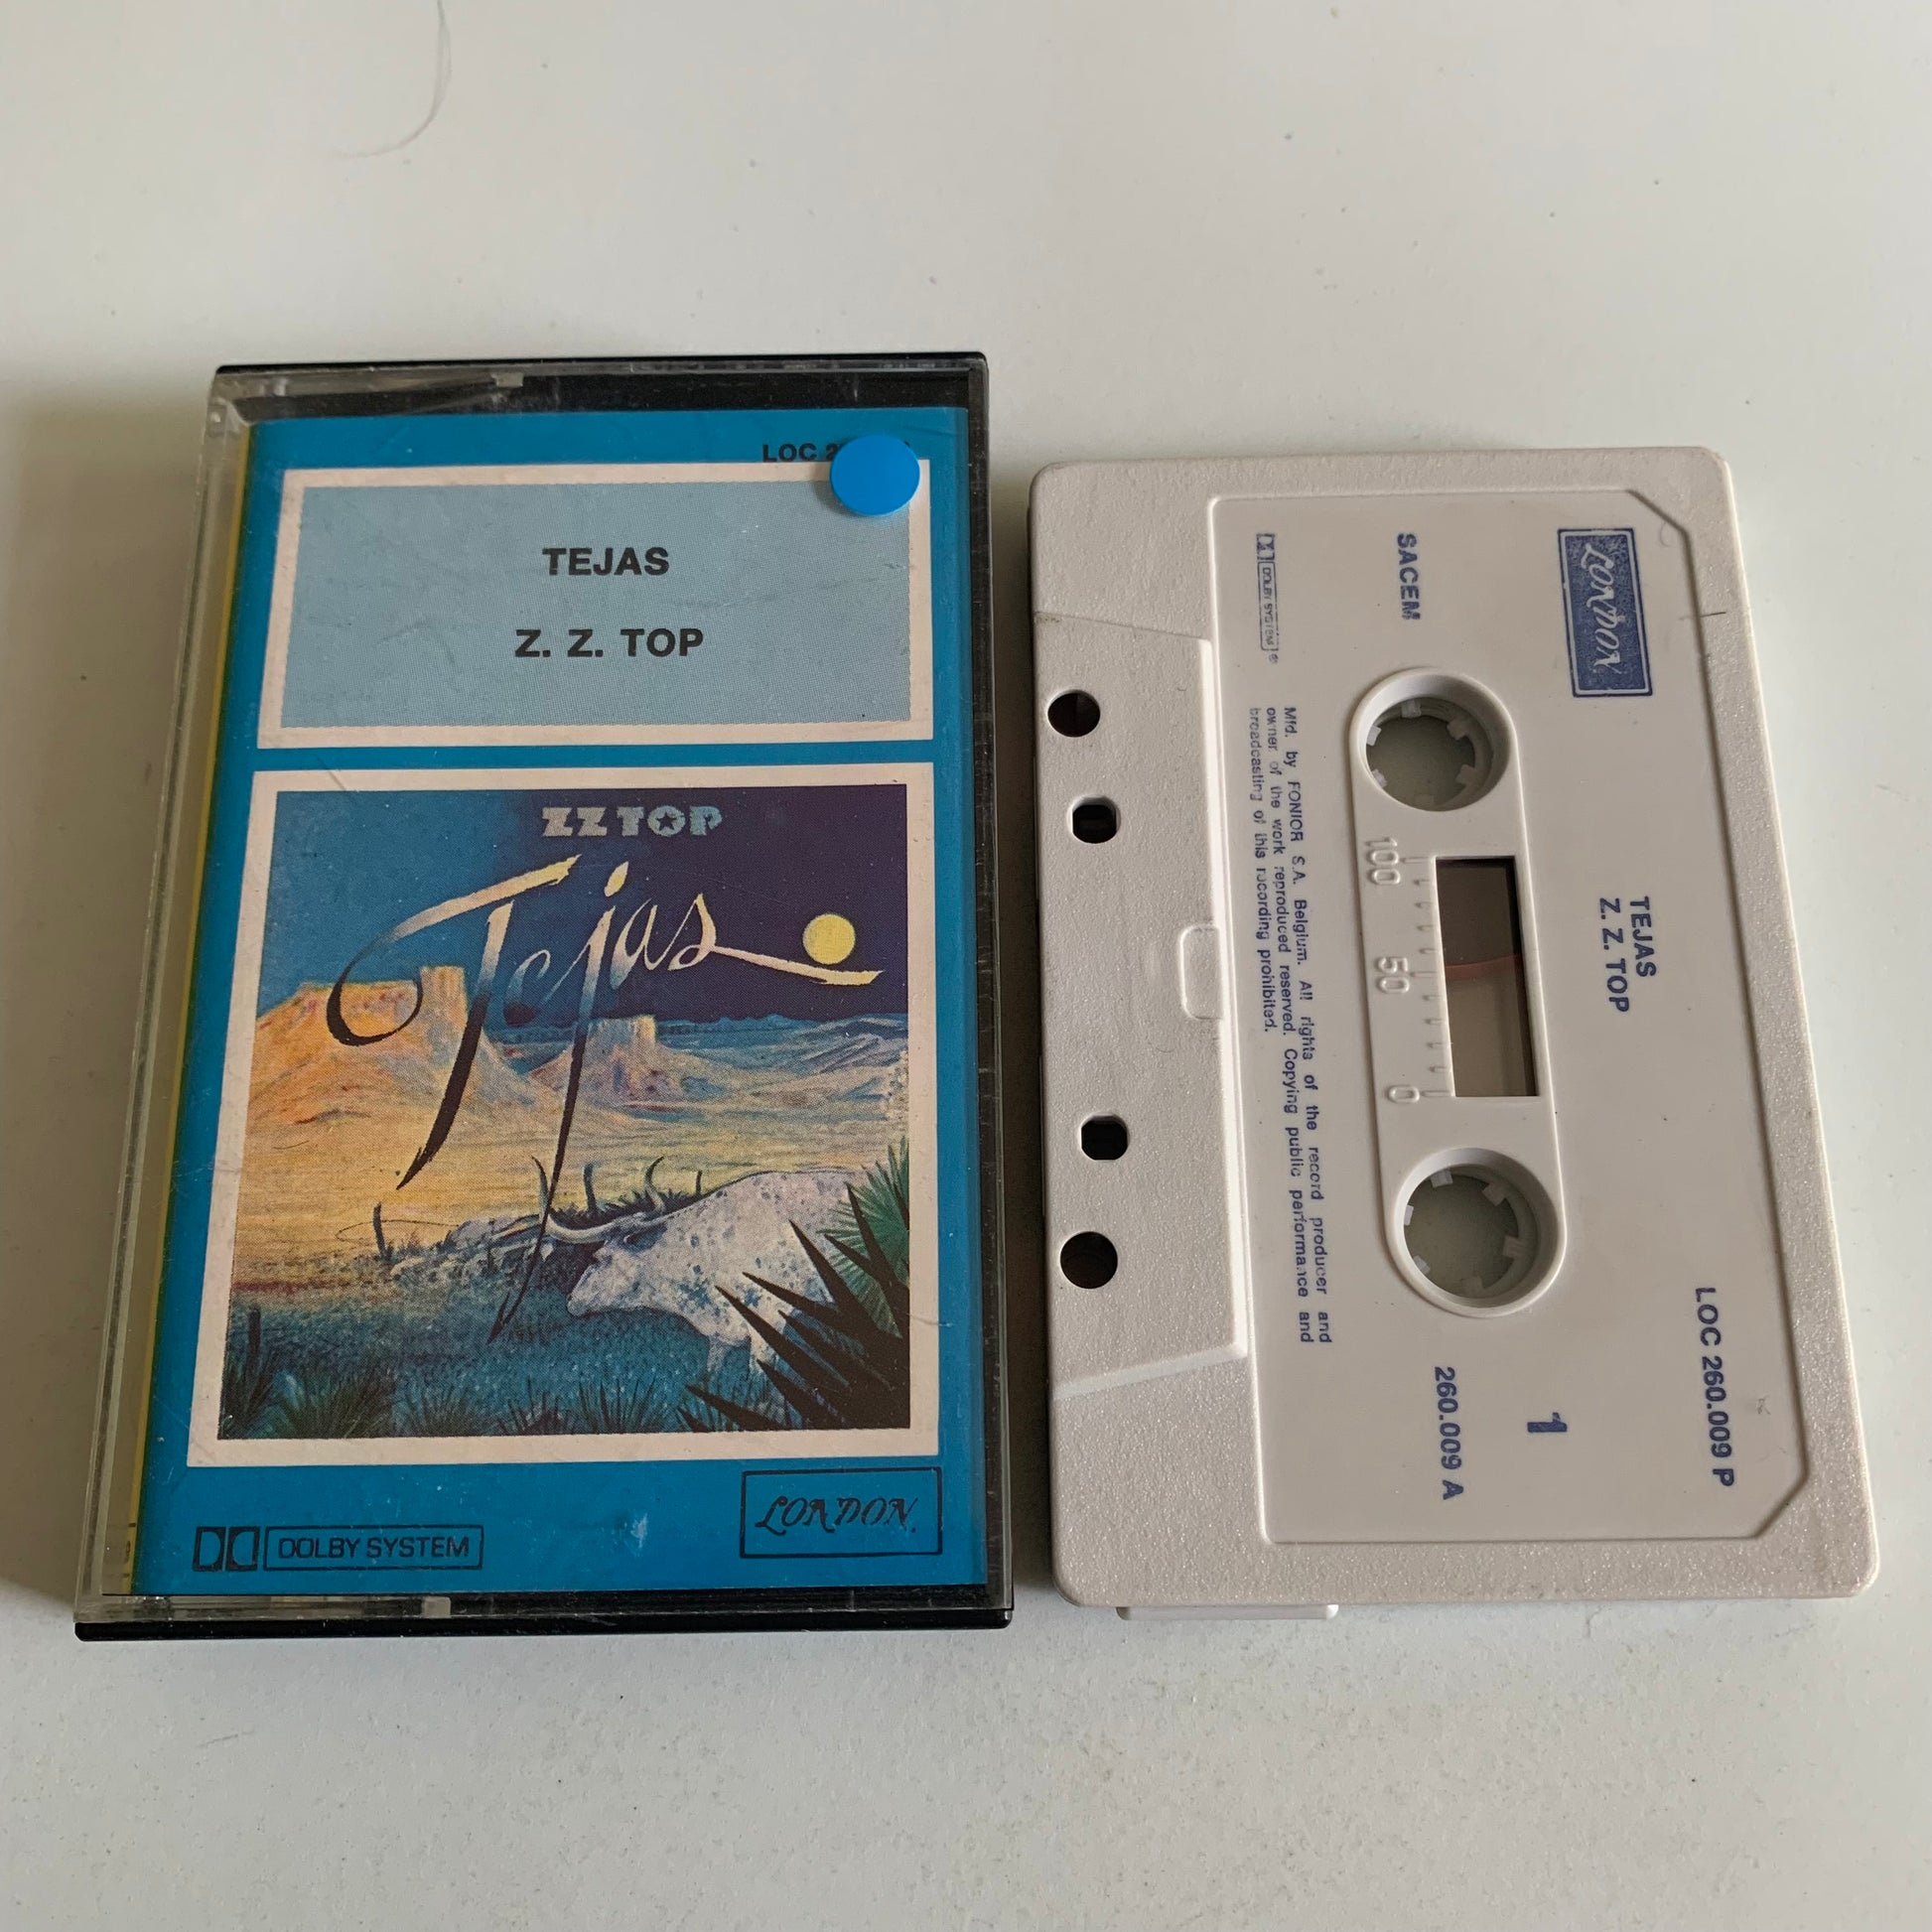 LOC 2
TEJAS
Z. Z. TOP
ZZ TOP
Tejas
DOLBY SYSTEM
LONDON
LONDON
LOC 260.009 P
TEJAS
Z. Z. TOP
1
SACEM
260.009 A
100 50 0
Mfd. by FONIOR S.A. Belgium. All rights of the record producer and
owner of the work reproduced reserved. Copying public performance and
broadcasting of this recording prohibited.
DOLBY SYSTEM ®